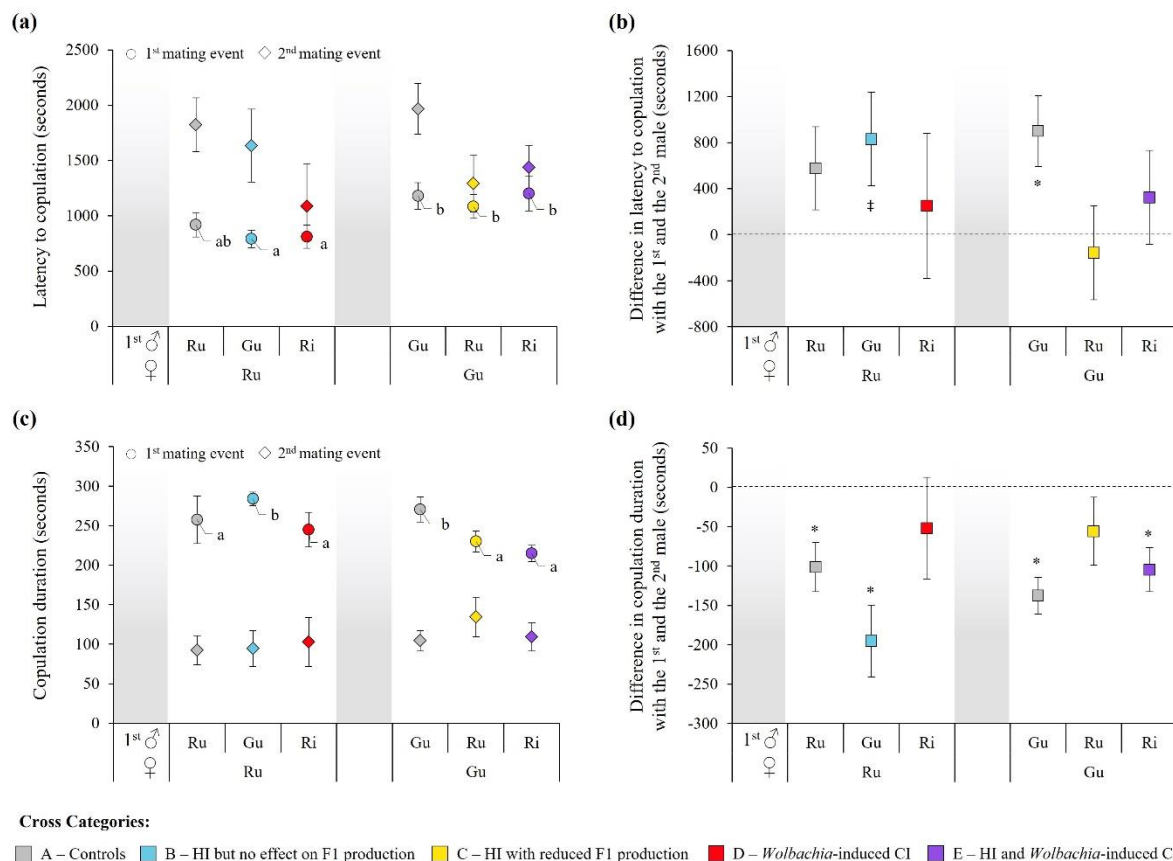 (a)
Latency to copulation (seconds)
1st mating event 2nd mating event
2500
2000
1500
1000
500
0
ab a a b b b
1st ♂ Ru Gu Ri Gu Ru Ri
♀ Ru Gu
(b)
Difference in latency to copulation
with the 1st and the 2nd male (seconds)
1600
1200
800
400
0
-400
-800
‡ *
1st ♂ Ru Gu Ri Gu Ru Ri
♀ Ru Gu
(c)
Copulation duration (seconds)
1st mating event 2nd mating event
350
300
250
200
150
100
50
0
a b a b a a
1st ♂ Ru Gu Ri Gu Ru Ri
♀ Ru Gu
(d)
Difference in copulation duration
with the 1st and the 2nd male (seconds)
50
0
-50
-100
-150
-200
-250
-300
* * * *
1st ♂ Ru Gu Ri Gu Ru Ri
♀ Ru Gu
Cross Categories:
A – Controls B – HI but no effect on F1 production C – HI with reduced F1 production D – Wolbachia-induced CI E – HI and Wolbachia-induced C